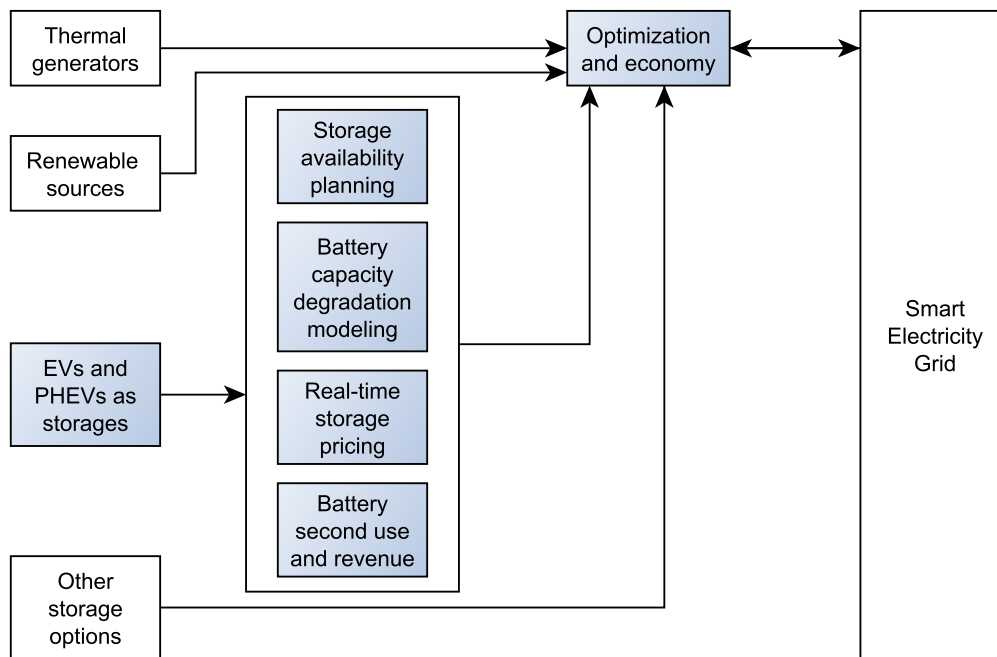 Thermal
generators
Optimization
and economy
Storage
availability
planning
Renewable
sources
Battery
capacity
degradation
modeling
Smart
Electricity
Grid
EVs and
PHEVs as
storages
Real-time
storage
pricing
Battery
second use
and revenue
Other
storage
options